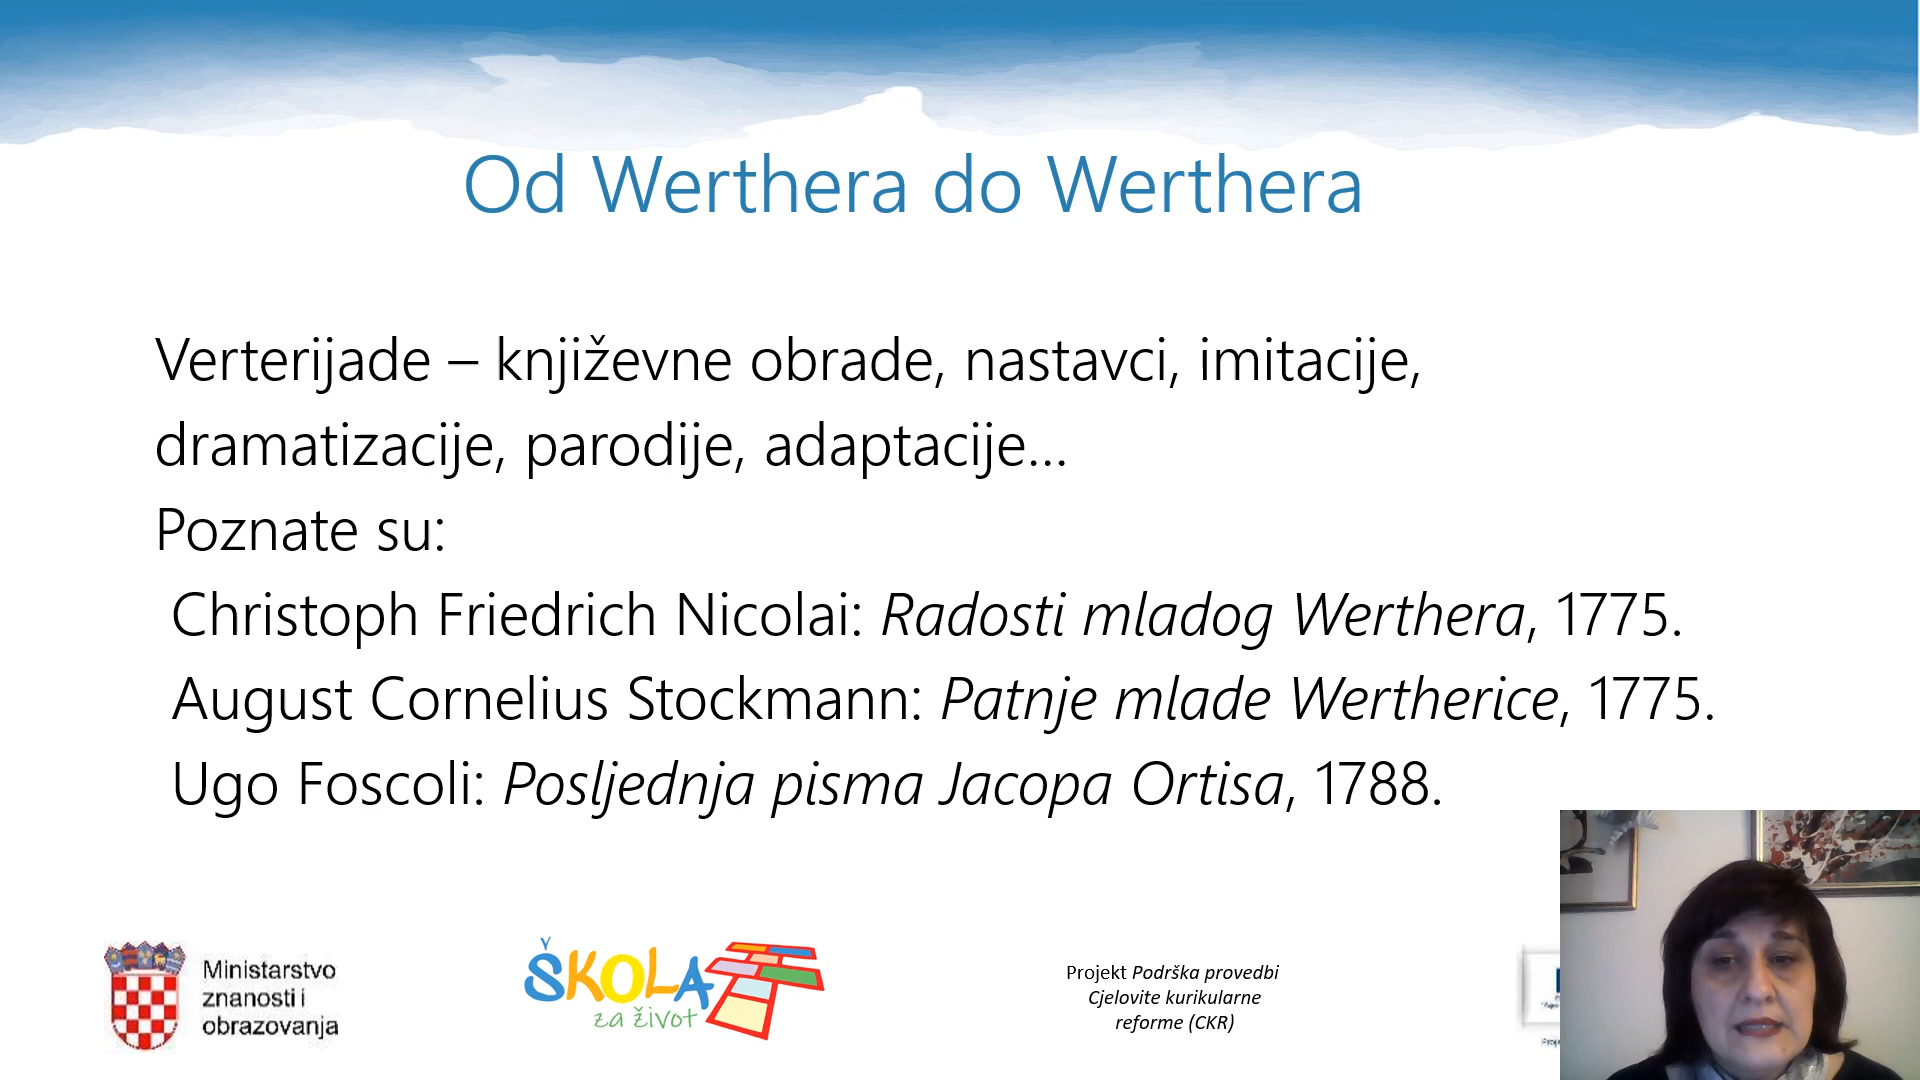 Od Werthera do Werthera
Verterijade – književne obrade, nastavci, imitacije,
dramatizacije, parodije, adaptacije...
Poznate su:
Christoph Friedrich Nicolai: Radosti mladog Werthera, 1775.
August Cornelius Stockmann: Patnje mlade Wertherice, 1775.
Ugo Foscoli: Posljednja pisma Jacopa Ortisa, 1788.
Ministarstvo
znanosti i
obrazovanja
ŠKOLA
za život
Projekt Podrška provedbi
Cjelovite kurikularne
reforme (CKR)